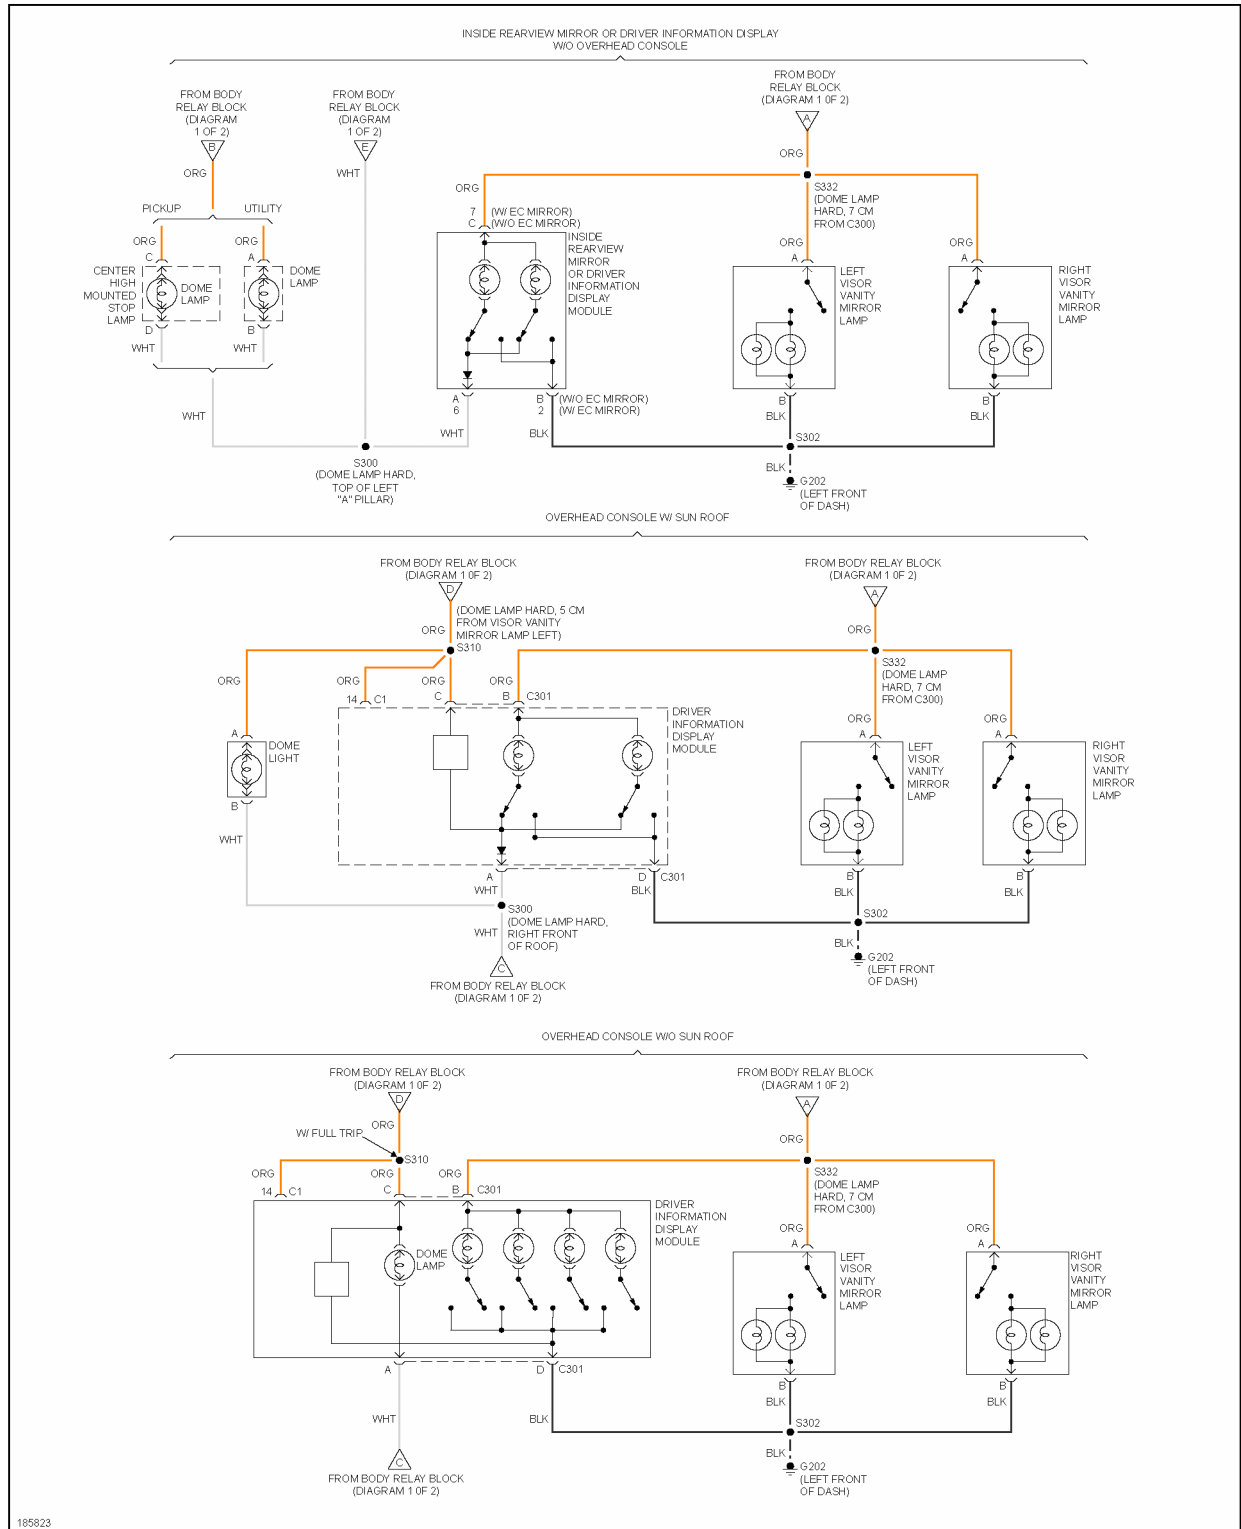 INSIDE REARVIEW MIRROR OR DRIVER INFORMATION DISPLAY
W/O OVERHEAD CONSOLE
FROM BODY
RELAY BLOCK
(DIAGRAM
1 OF 2)
B
ORG
FROM BODY
RELAY BLOCK
(DIAGRAM
1 OF 2)
E
WHT
FROM BODY
RELAY BLOCK
(DIAGRAM 1 OF 2)
A
ORG
S332
(DOME LAMP
HARD, 7 CM
FROM C300)
PICKUP
UTILITY
ORG
ORG
C
A
CENTER
HIGH
MOUNTED
STOP
LAMP
DOME
LAMP
DOME
LAMP
D
B
WHT
WHT
WHT
ORG
7 (W/ EC MIRROR)
C (W/O EC MIRROR)
INSIDE
REARVIEW
MIRROR
OR DRIVER
INFORMATION
DISPLAY
MODULE
A
6
B (W/O EC MIRROR)
2 (W/ EC MIRROR)
WHT
BLK
ORG
A
LEFT
VISOR
VANITY
MIRROR
LAMP
ORG
A
RIGHT
VISOR
VANITY
MIRROR
LAMP
B
BLK
B
BLK
S300
(DOME LAMP HARD,
TOP OF LEFT
"A" PILLAR)
S302
BLK
G202
(LEFT FRONT
OF DASH)
OVERHEAD CONSOLE W/ SUN ROOF
FROM BODY RELAY BLOCK
(DIAGRAM 1 OF 2)
D
(DOME LAMP HARD, 5 CM
FROM VISOR VANITY
MIRROR LAMP LEFT)
ORG
S310
FROM BODY RELAY BLOCK
(DIAGRAM 1 OF 2)
A
ORG
S332
(DOME LAMP
HARD, 7 CM
FROM C300)
ORG
ORG
ORG
ORG
14 C1
C
B C301
DRIVER
INFORMATION
DISPLAY
MODULE
A
DOME
LIGHT
B
WHT
ORG
A
LEFT
VISOR
VANITY
MIRROR
LAMP
ORG
A
RIGHT
VISOR
VANITY
MIRROR
LAMP
A
WHT
D C301
BLK
B
BLK
B
BLK
S300
(DOME LAMP HARD,
RIGHT FRONT
OF ROOF)
WHT
C
FROM BODY RELAY BLOCK
(DIAGRAM 1 OF 2)
S302
BLK
G202
(LEFT FRONT
OF DASH)
OVERHEAD CONSOLE W/O SUN ROOF
FROM BODY RELAY BLOCK
(DIAGRAM 1 OF 2)
D
ORG
W/ FULL TRIP
S310
FROM BODY RELAY BLOCK
(DIAGRAM 1 OF 2)
A
ORG
S332
(DOME LAMP
HARD, 7 CM
FROM C300)
ORG
ORG
ORG
14 C1
C
B C301
DRIVER
INFORMATION
DISPLAY
MODULE
DOME
LAMP
ORG
A
LEFT
VISOR
VANITY
MIRROR
LAMP
ORG
A
RIGHT
VISOR
VANITY
MIRROR
LAMP
A
D C301
WHT
BLK
B
BLK
B
BLK
S302
BLK
G202
(LEFT FRONT
OF DASH)
C
FROM BODY RELAY BLOCK
(DIAGRAM 1 OF 2)
185823